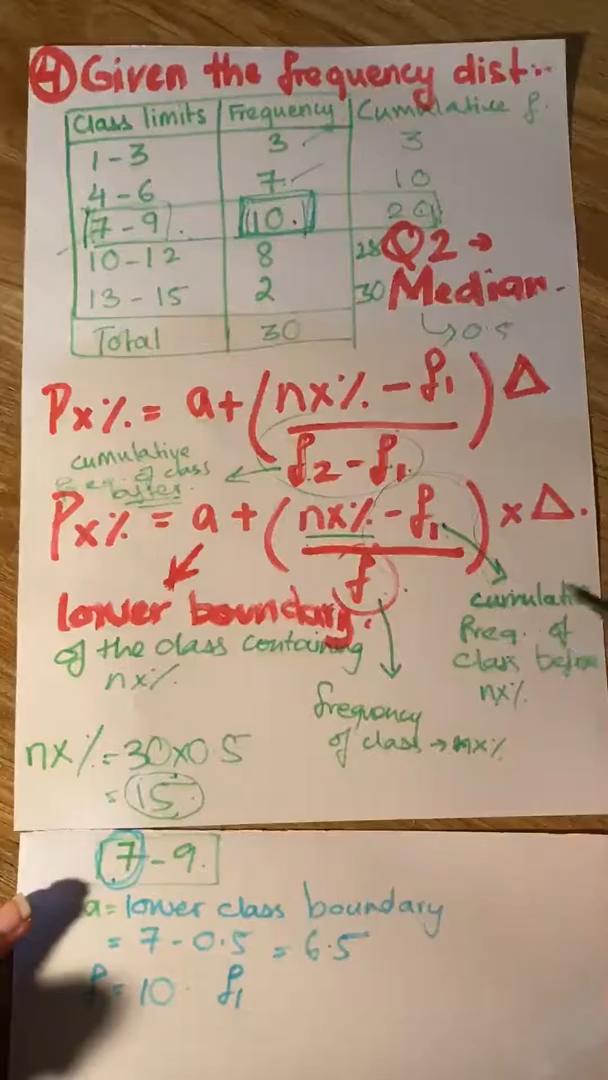 ④ Given the frequency dist:-
Class limits Frequency Cumulative f.
1-3 3 3
4-6 7 10
7-9 10 20
10-12 8 28
13-15 2 30
Total 30
Q2 →
Median.
↳ 0.5
Px% = a + (nx% - f₁ / f₂ - f₁) Δ
cumulative
freq. of class
after
Px% = a + (nx% - f₁ / f) × Δ.
lower boundary.
of the class containing
nx%
cumulative
freq. of
class before
nx%
frequency
of class → nx%
nx% = 30x0.5
= 15
7-9.
a = lower class boundary
= 7-0.5 = 6.5
f = 10 f₁